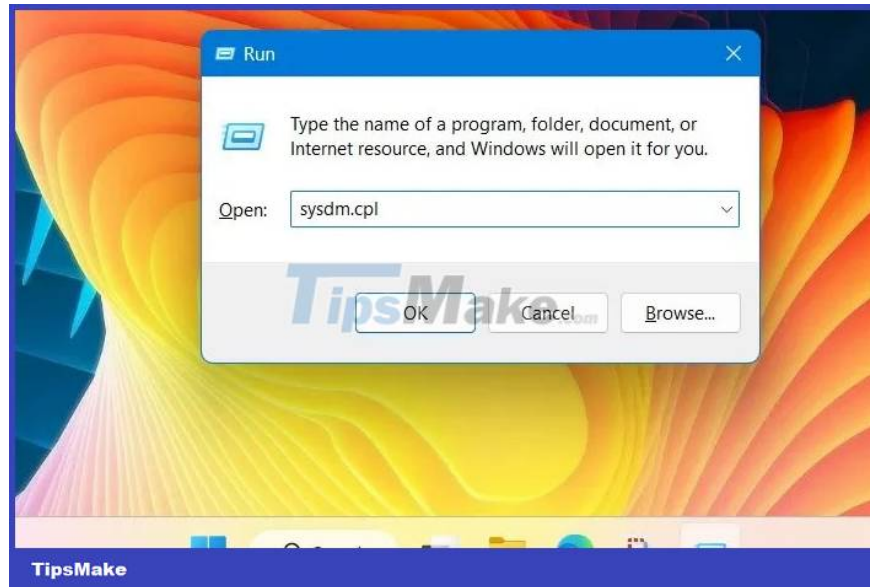 Run
Type the name of a program, folder, document, or
Internet resource, and Windows will open it for you.
Open: sysdm.cpl
TipsMake.com
OK Cancel Browse...
TipsMake